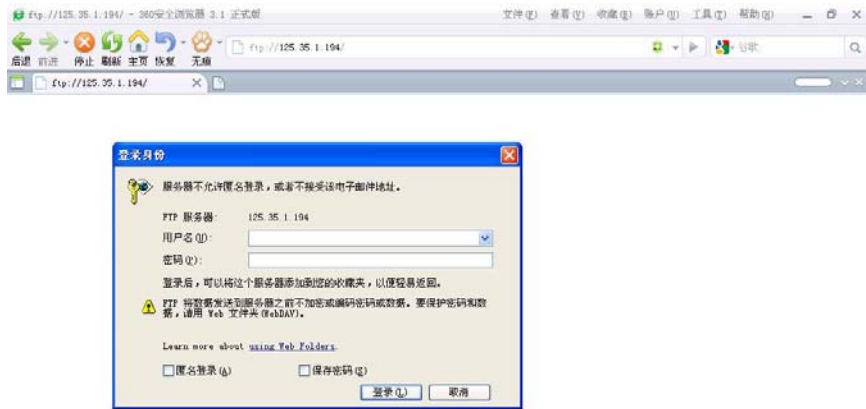 ftp://125.35.1.194/ - 360安全浏览器 3.1 正式版 文件(F) 查看(V) 收藏(B) 账户(U) 工具(T) 帮助(H)
ftp://125.35.1.194/ 谷歌
后退 前进 停止 刷新 主页 恢复 无痕
ftp://125.35.1.194/
登录身份
服务器不允许匿名登录，或者不接受该电子邮件地址。
FTP 服务器: 125.35.1.194
用户名(U):
密码(P):
登录后，可以将这个服务器添加到您的收藏夹，以便轻易返回。
FTP 将数据发送到服务器之前不加密或编码密码或数据。要保护密码和数
据，请用 Web 文件夹(WebDAV)。
Learn more about using Web Folders.
匿名登录(A) 保存密码(S)
登录(L) 取消